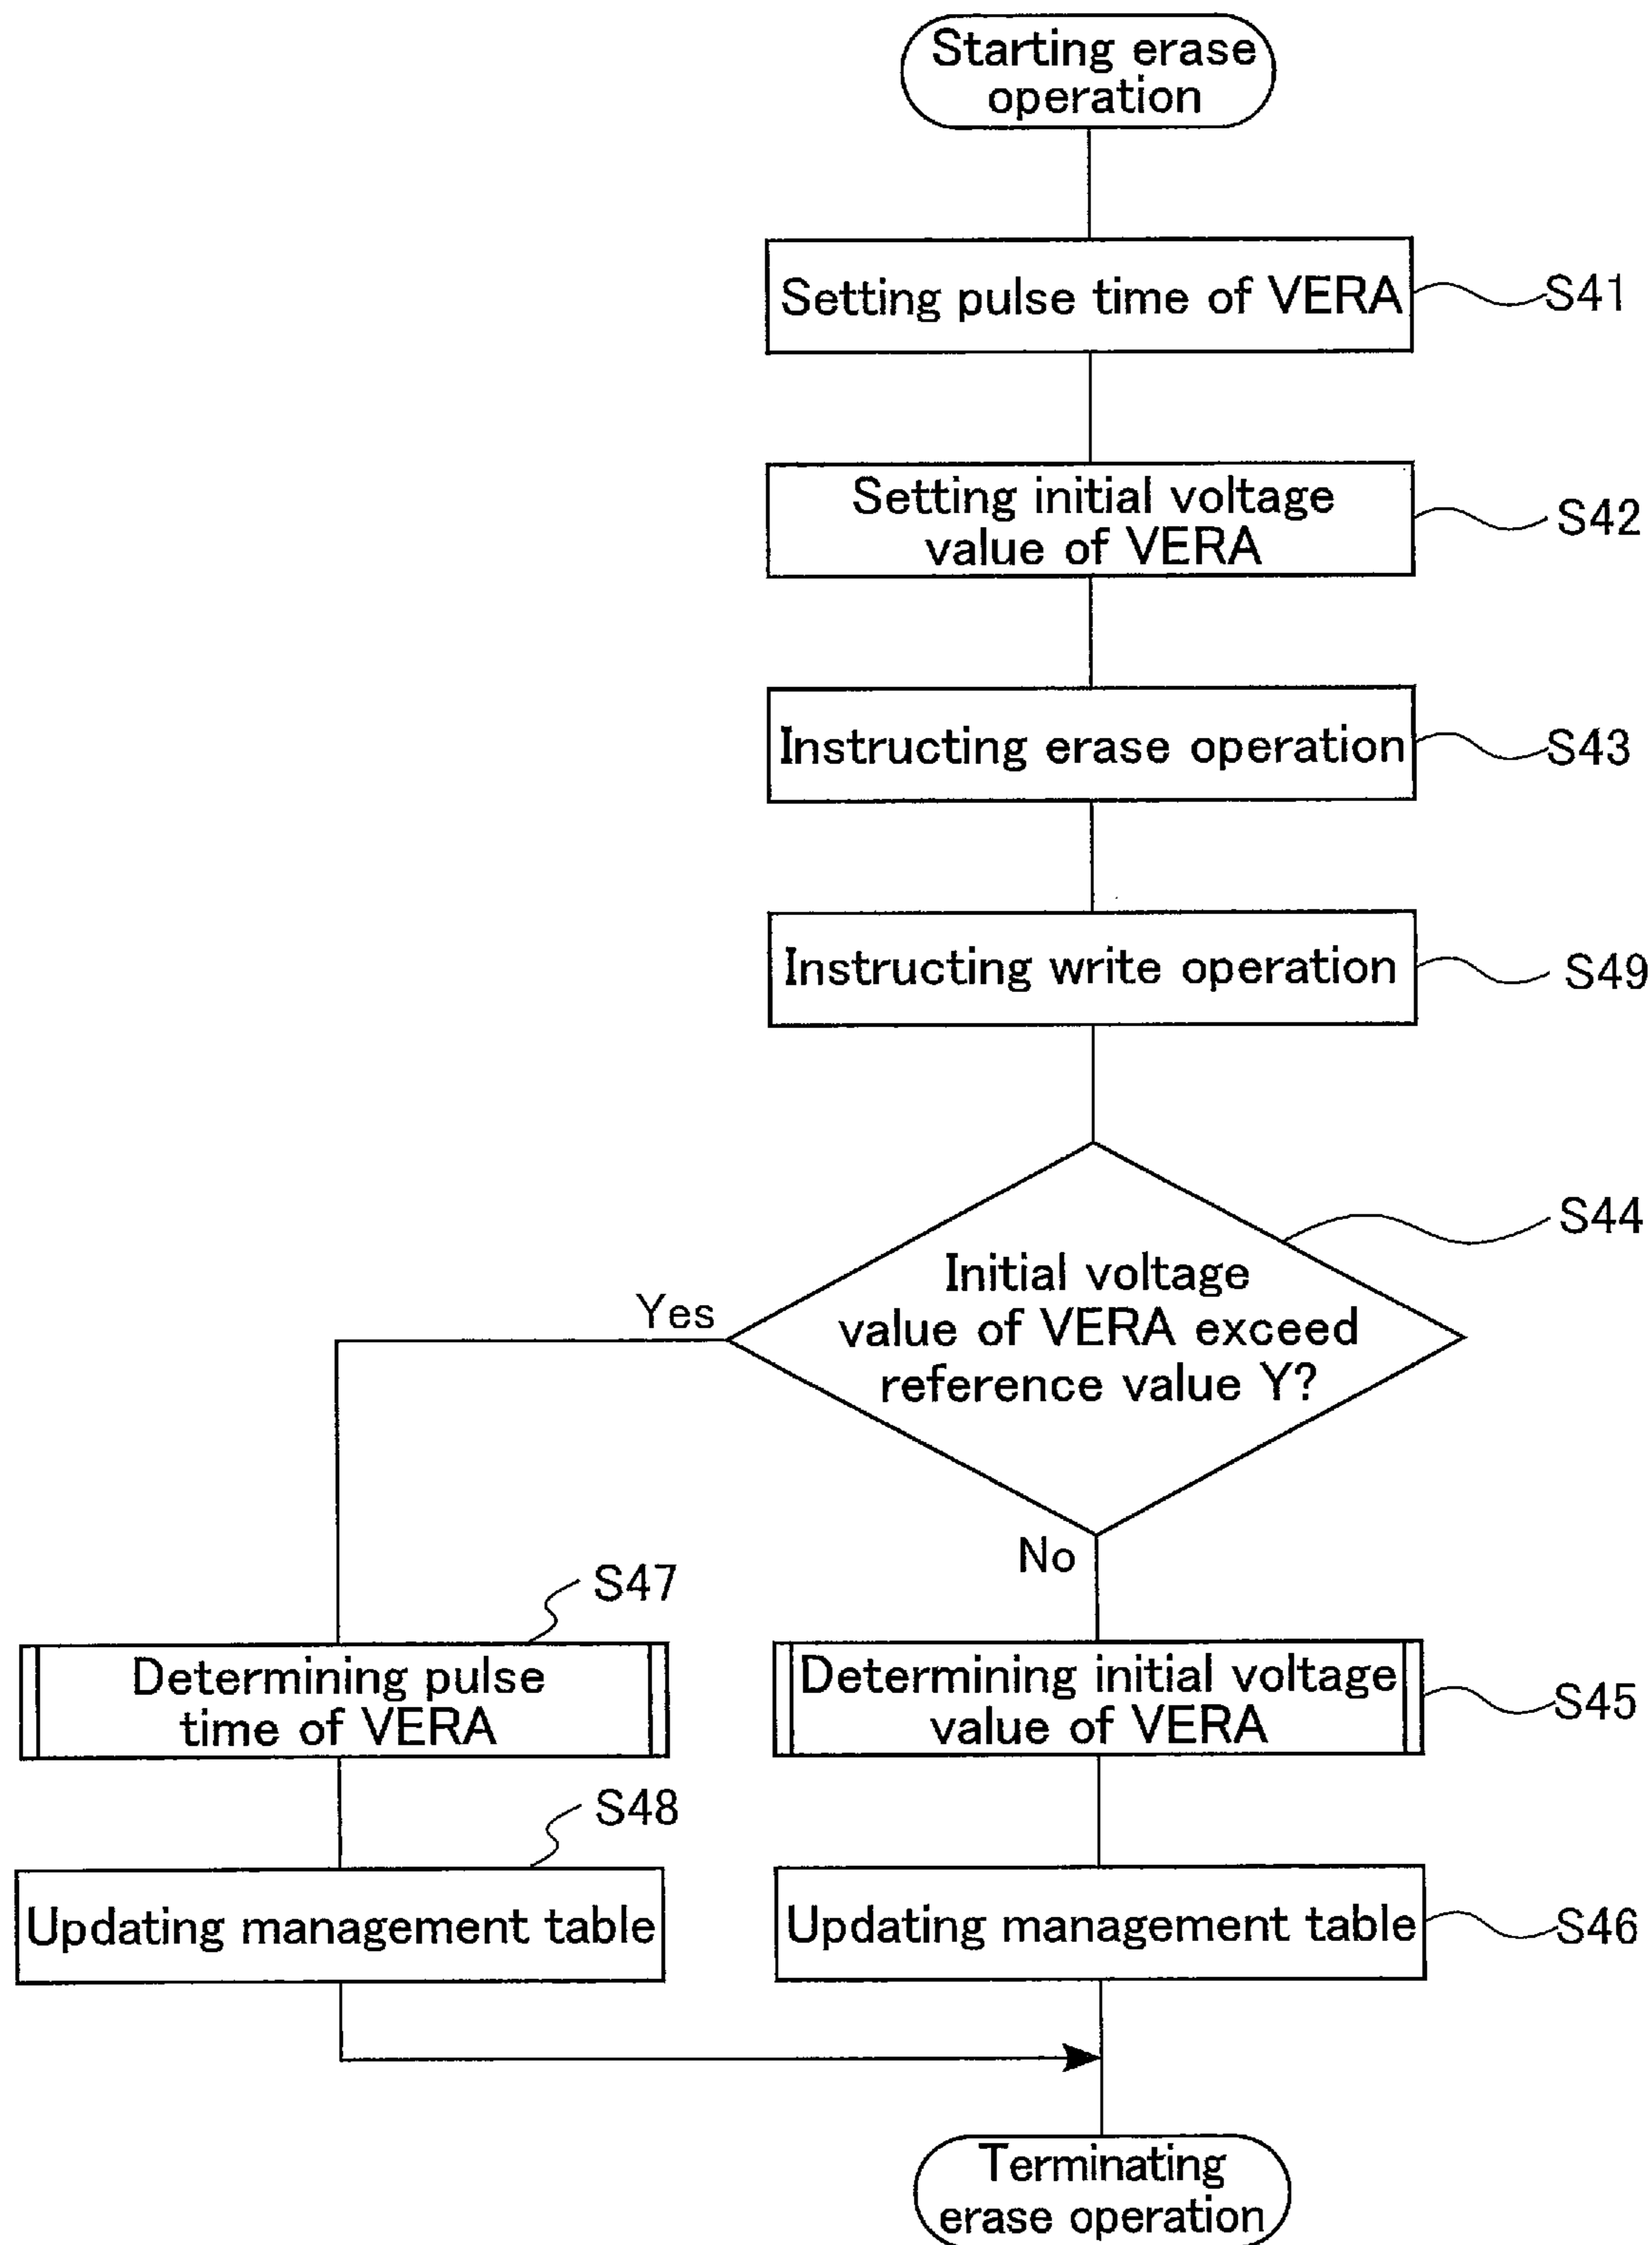 Starting erase
operation
Setting pulse time of VERA
S41
Setting initial voltage
value of VERA
S42
Instructing erase operation
S43
Instructing write operation
S49
S44
Initial voltage
value of VERA exceed
reference value Y?
Yes
No
S47
Determining pulse
time of VERA
Determining initial voltage
value of VERA
S45
S48
Updating management table
Updating management table
S46
Terminating
erase operation